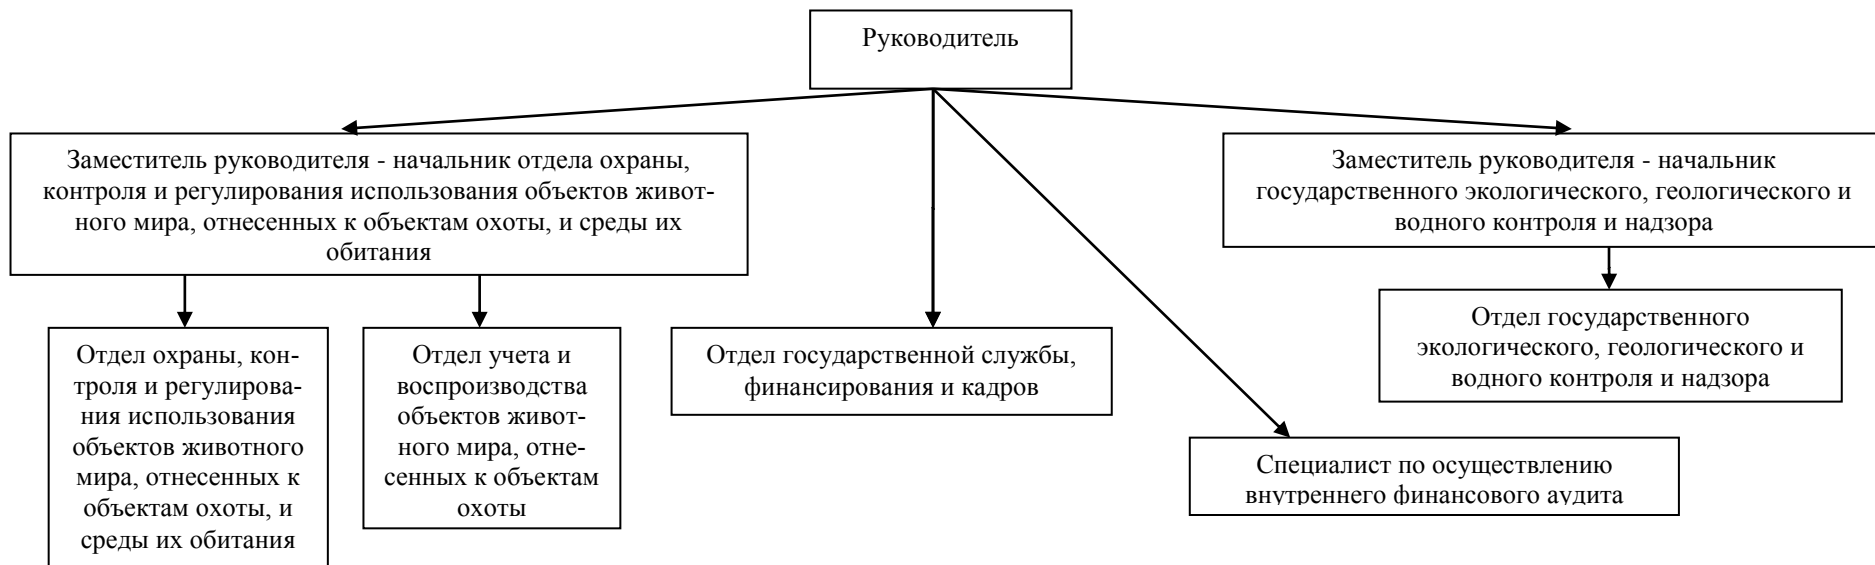 Руководитель
Заместитель руководителя - начальник отдела охраны,
контроля и регулирования использования объектов живот-
ного мира, отнесенных к объектам охоты, и среды их
обитания
Заместитель руководителя - начальник
государственного экологического, геологического и
водного контроля и надзора
Отдел охраны, кон-
троля и регулирова-
ния использования
объектов животного
мира, отнесенных к
объектам охоты, и
среды их обитания
Отдел учета и
воспроизводства
объектов живот-
ного мира, отне-
сенных к объектам
охоты
Отдел государственной службы,
финансирования и кадров
Отдел государственного
экологического, геологического и
водного контроля и надзора
Специалист по осуществлению
внутреннего финансового аудита